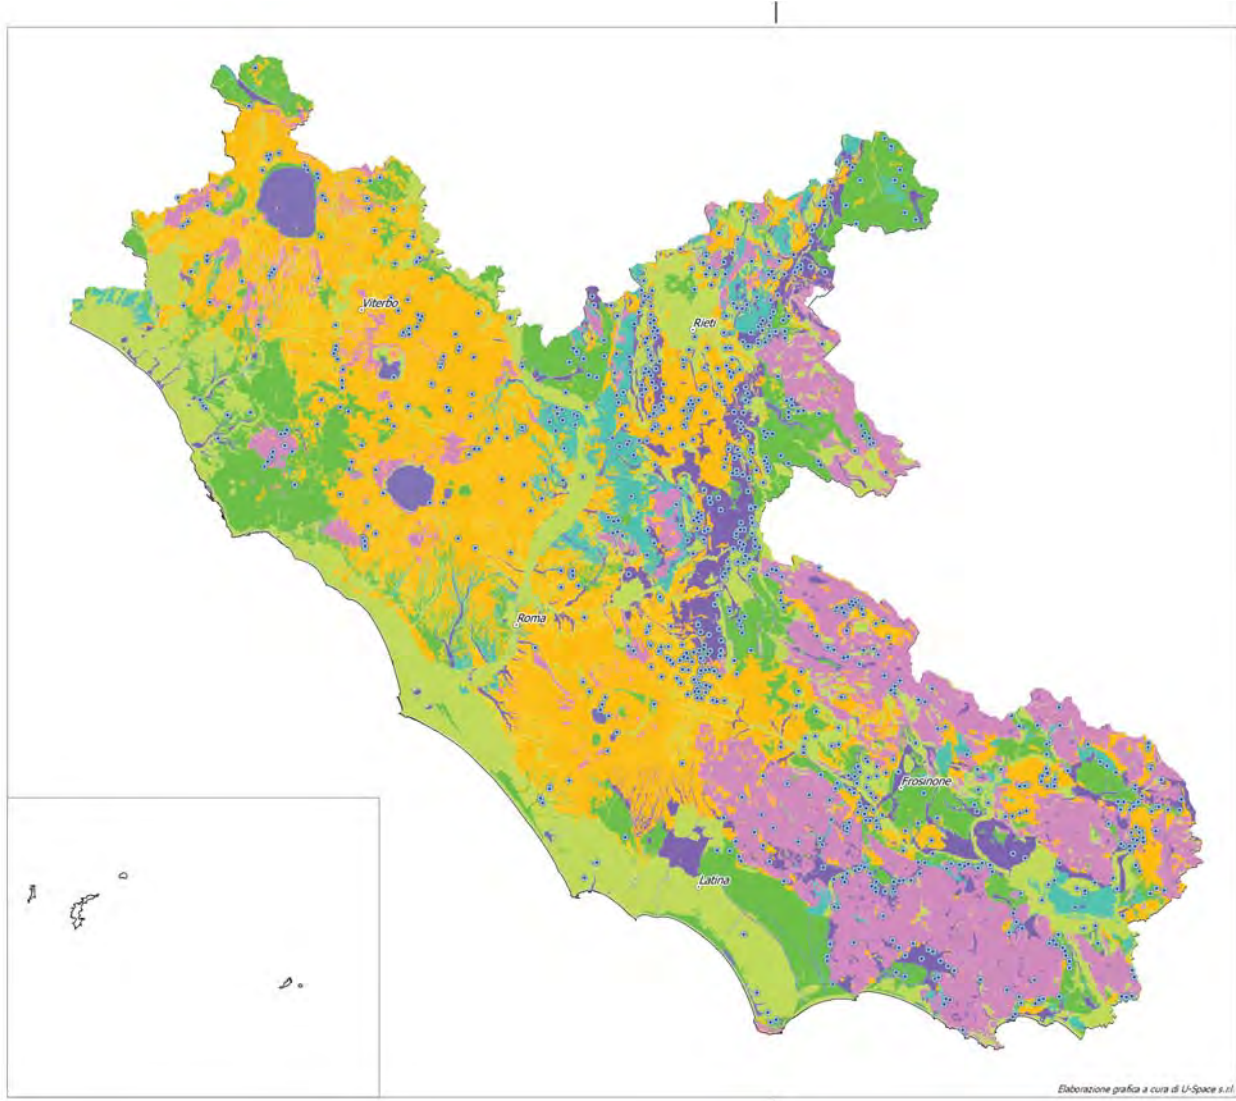 Viterbo
Rieti
Roma
Frosinone
Latina
Elaborazione grafica a cura di U-Space s.r.l.